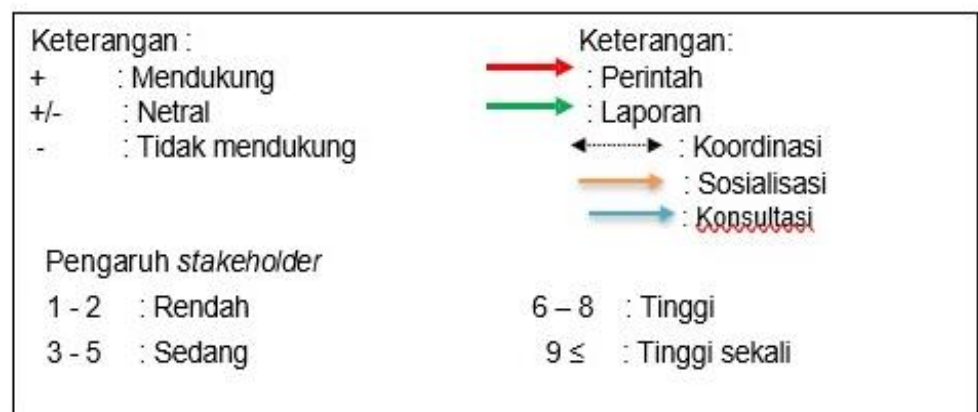 Keterangan :
+ : Mendukung
+/- : Netral
- : Tidak mendukung
Keterangan:
: Perintah
: Laporan
: Koordinasi
: Sosialisasi
: Konsultasi
Pengaruh stakeholder
1 - 2 : Rendah
3 - 5 : Sedang
6 – 8 : Tinggi
9 ≤ : Tinggi sekali